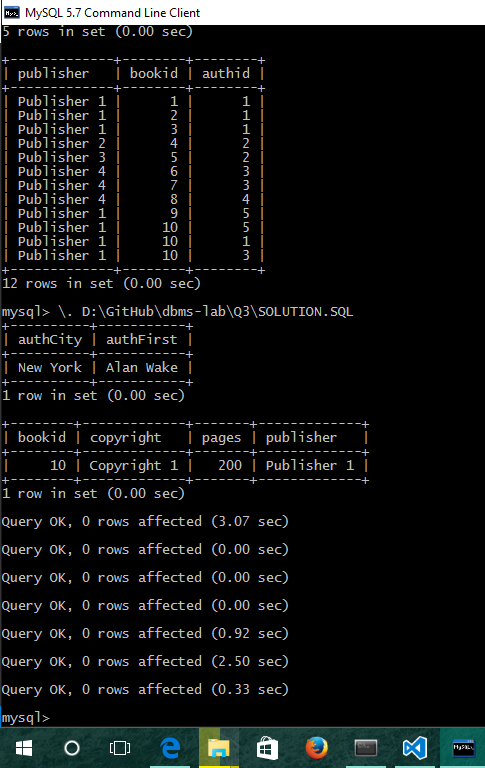 MySQL 5.7 Command Line Client
5 rows in set (0.00 sec)
+-------------+--------+--------+
| publisher   | bookid | authid |
+-------------+--------+--------+
| Publisher 1 |      1 |      1 |
| Publisher 1 |      2 |      1 |
| Publisher 1 |      3 |      1 |
| Publisher 2 |      4 |      2 |
| Publisher 3 |      5 |      2 |
| Publisher 4 |      6 |      3 |
| Publisher 4 |      7 |      3 |
| Publisher 4 |      8 |      4 |
| Publisher 1 |      9 |      5 |
| Publisher 1 |     10 |      5 |
| Publisher 1 |     10 |      1 |
| Publisher 1 |     10 |      3 |
+-------------+--------+--------+
12 rows in set (0.00 sec)
mysql> \. D:\GitHub\dbms-lab\Q3\SOLUTION.SQL
+----------+-----------+
| authCity | authFirst |
+----------+-----------+
| New York | Alan Wake |
+----------+-----------+
1 row in set (0.00 sec)
+--------+-------------+-------+-------------+
| bookid | copyright   | pages | publisher   |
+--------+-------------+-------+-------------+
|     10 | Copyright 1 |   200 | Publisher 1 |
+--------+-------------+-------+-------------+
1 row in set (0.00 sec)
Query OK, 0 rows affected (3.07 sec)
Query OK, 0 rows affected (0.00 sec)
Query OK, 0 rows affected (0.00 sec)
Query OK, 0 rows affected (0.00 sec)
Query OK, 0 rows affected (0.92 sec)
Query OK, 0 rows affected (2.50 sec)
Query OK, 0 rows affected (0.33 sec)
mysql>